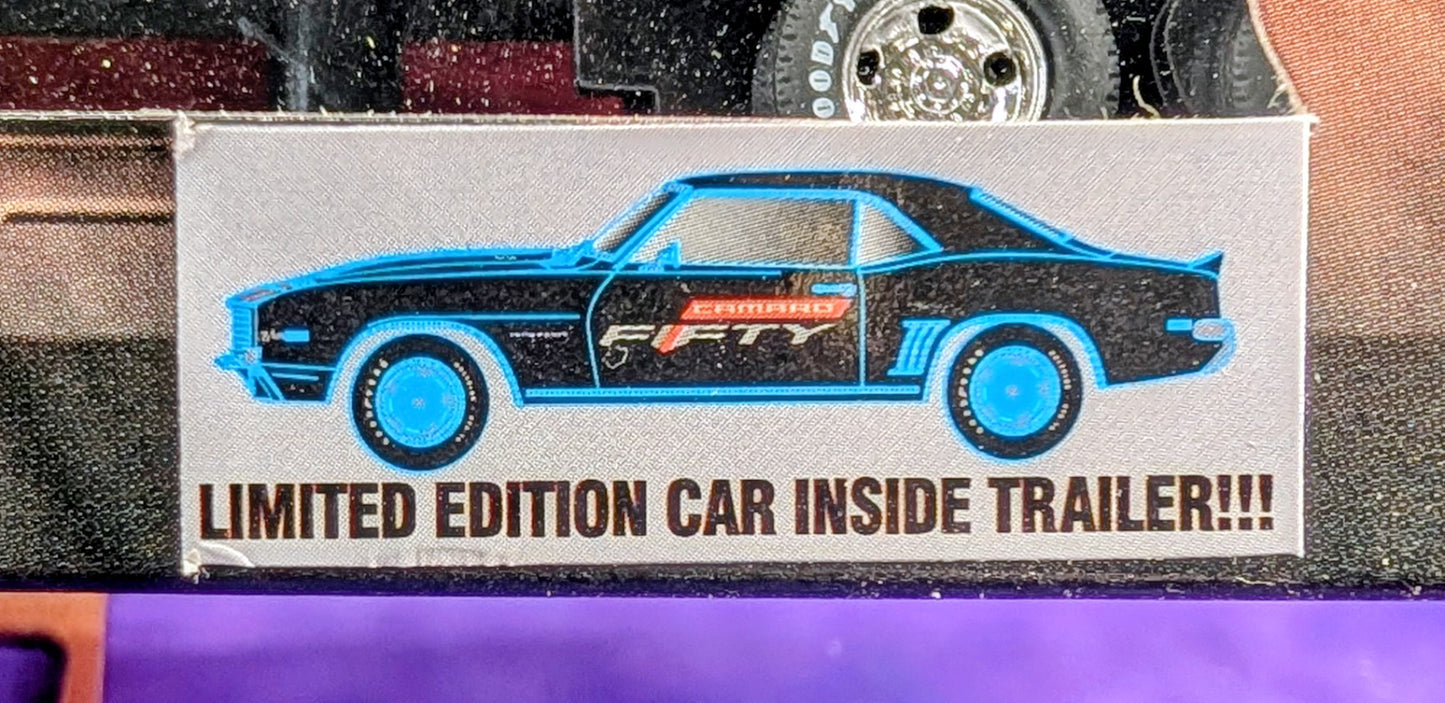 CAMARO
FIFTY
LIMITED EDITION CAR INSIDE TRAILER!!!